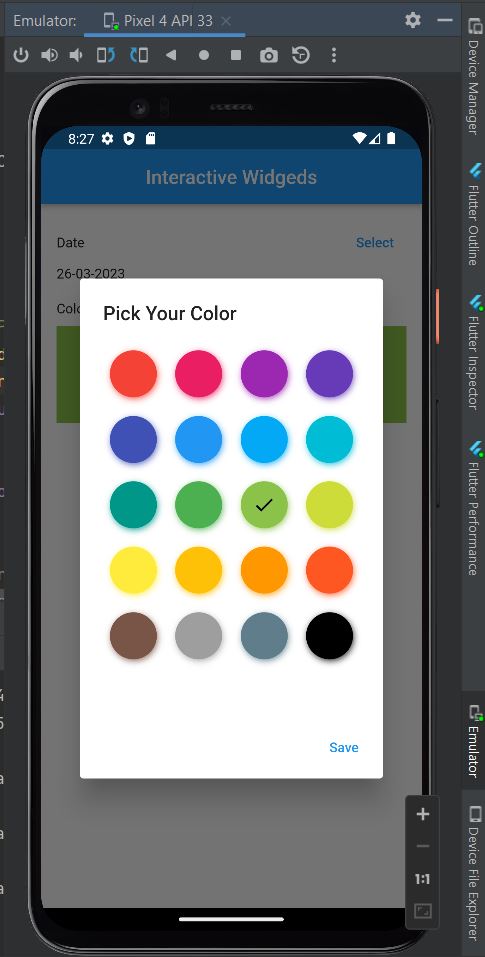 Emulator:
Pixel 4 API 33
8:27
Interactive Widgeds
Date
Select
26-03-2023
Pick Your Color
Save
1:1
Device Manager
Flutter Outline
Flutter Inspector
Flutter Performance
Emulator
Device File Explorer